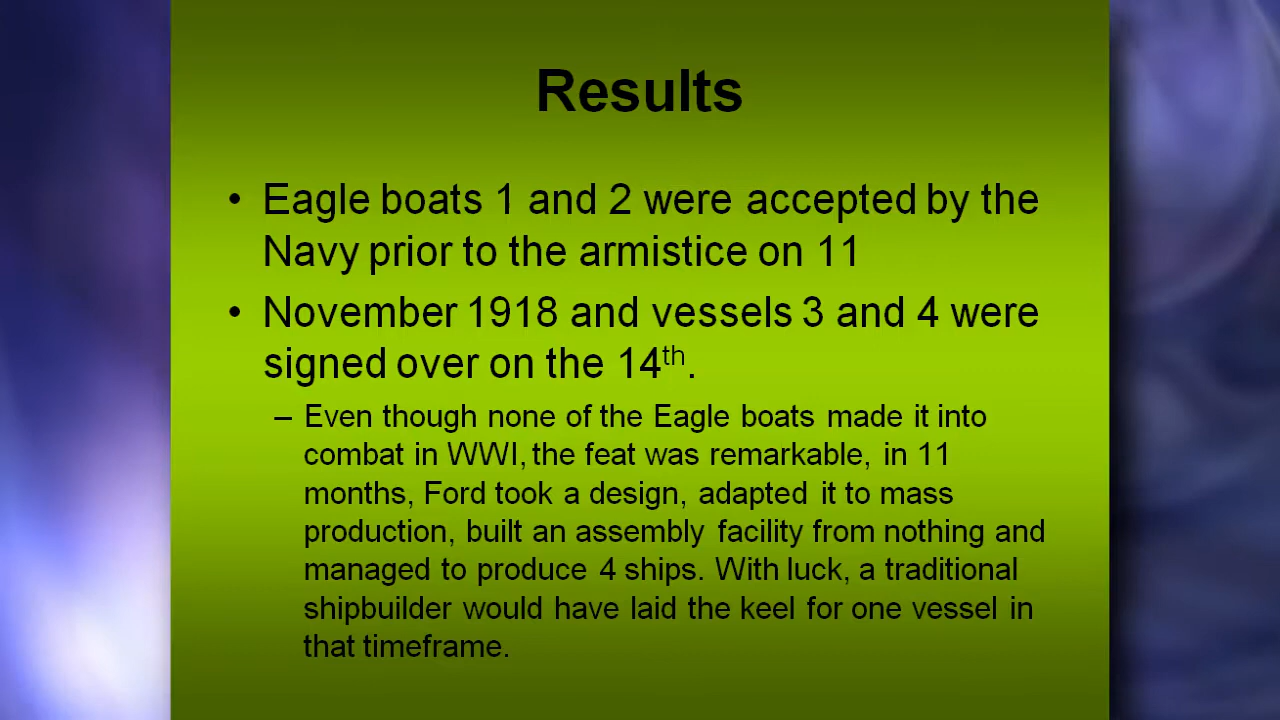 Results
• Eagle boats 1 and 2 were accepted by the
Navy prior to the armistice on 11
• November 1918 and vessels 3 and 4 were
signed over on the 14th.
– Even though none of the Eagle boats made it into
combat in WWI, the feat was remarkable, in 11
months, Ford took a design, adapted it to mass
production, built an assembly facility from nothing and
managed to produce 4 ships. With luck, a traditional
shipbuilder would have laid the keel for one vessel in
that timeframe.